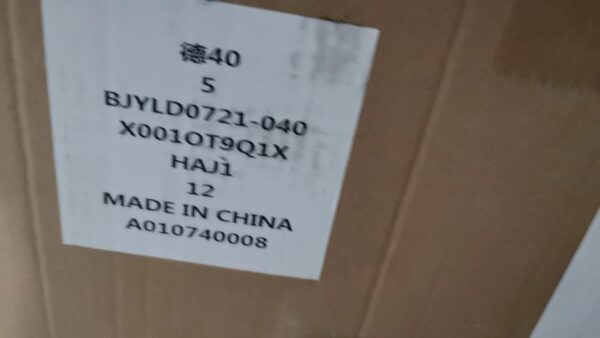 德40
5
BJYLD0721-040
X001OT9Q1X
HAJ1
12
MADE IN CHINA
A010740008